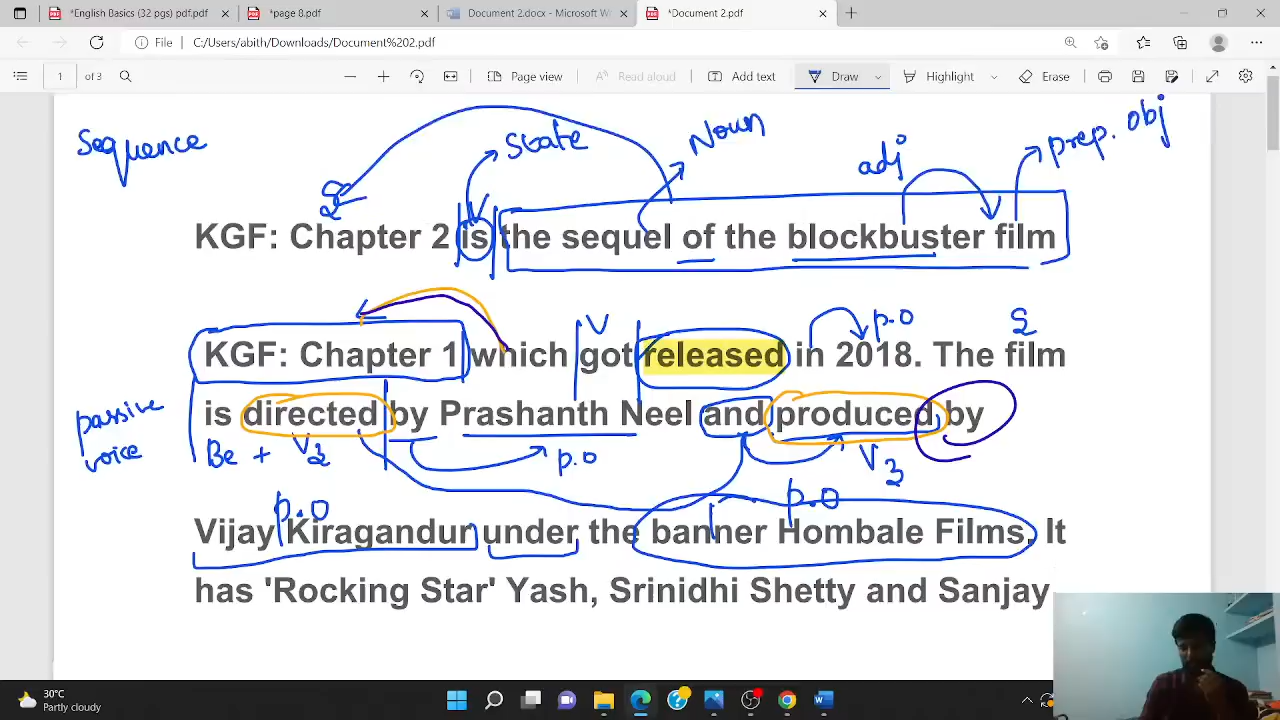 *English Basics (32 pgs) pdf.pdf
*page 8.pdf
Document 2.docx - Microsoft Wo
*Document 2.pdf
File C:/Users/abith/Downloads/Document%202.pdf
1 of 3 Page view Read aloud Add text Draw Highlight Erase
Sequence State Noun adj prep. obj
S
KGF: Chapter 2 is the sequel of the blockbuster film
V p.o S
KGF: Chapter 1 which got released in 2018. The film
is directed by Prashanth Neel and produced by
passive voice
Be + V3 p.o V3
p.o p.o
Vijay Kiragandur under the banner Hombale Films. It
has 'Rocking Star' Yash, Srinidhi Shetty and Sanjay
30°C
Partly cloudy